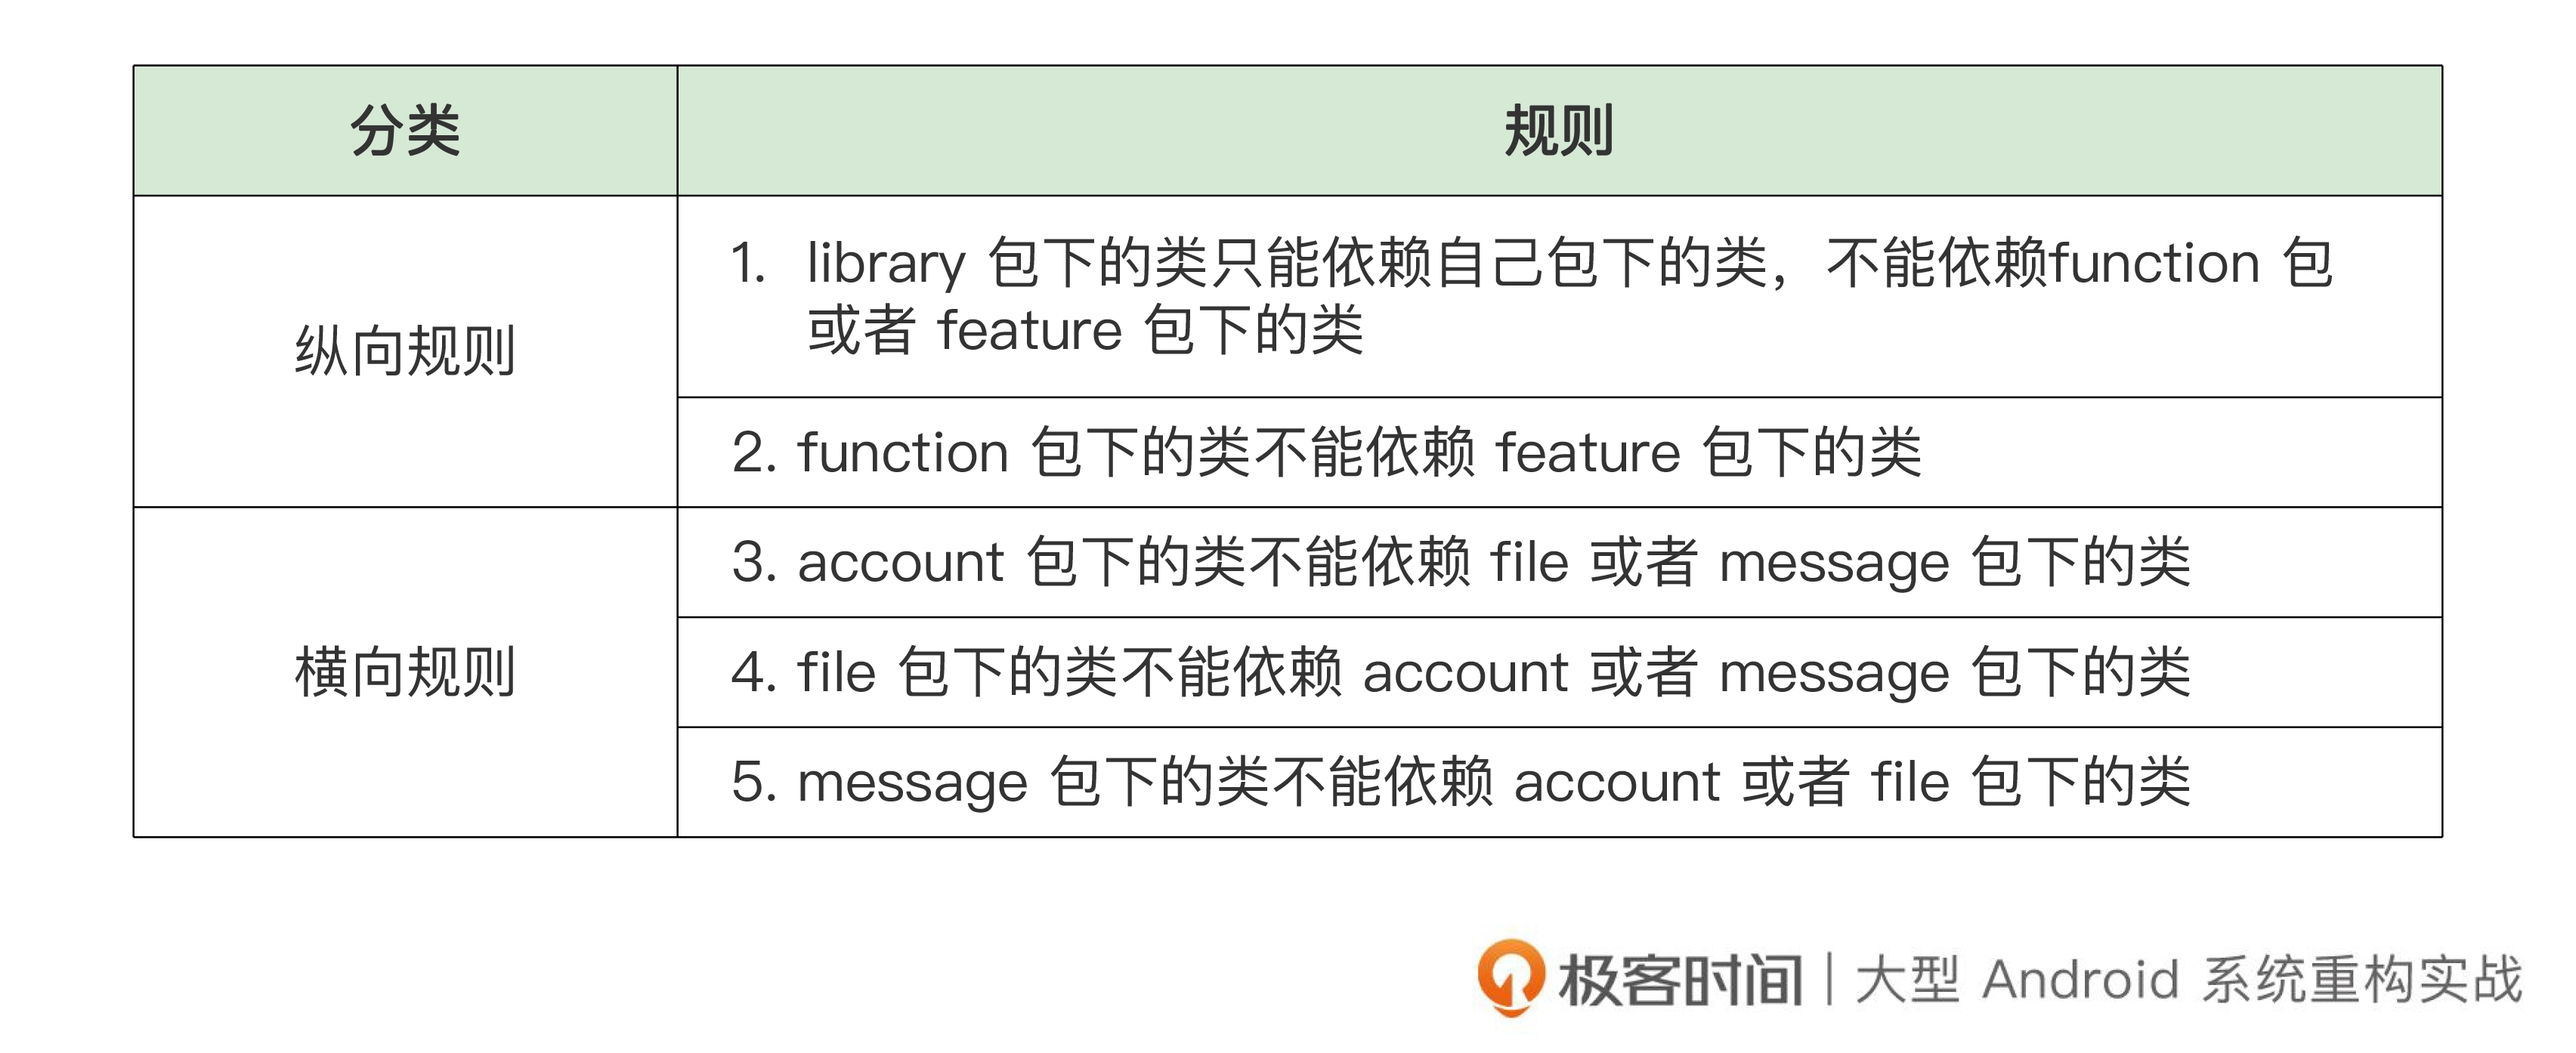 分类
规则
纵向规则
1. library 包下的类只能依赖自己包下的类，不能依赖function 包
或者 feature 包下的类
2. function 包下的类不能依赖 feature 包下的类
横向规则
3. account 包下的类不能依赖 file 或者 message 包下的类
4. file 包下的类不能依赖 account 或者 message 包下的类
5. message 包下的类不能依赖 account 或者 file 包下的类
极客时间 | 大型 Android 系统重构实战